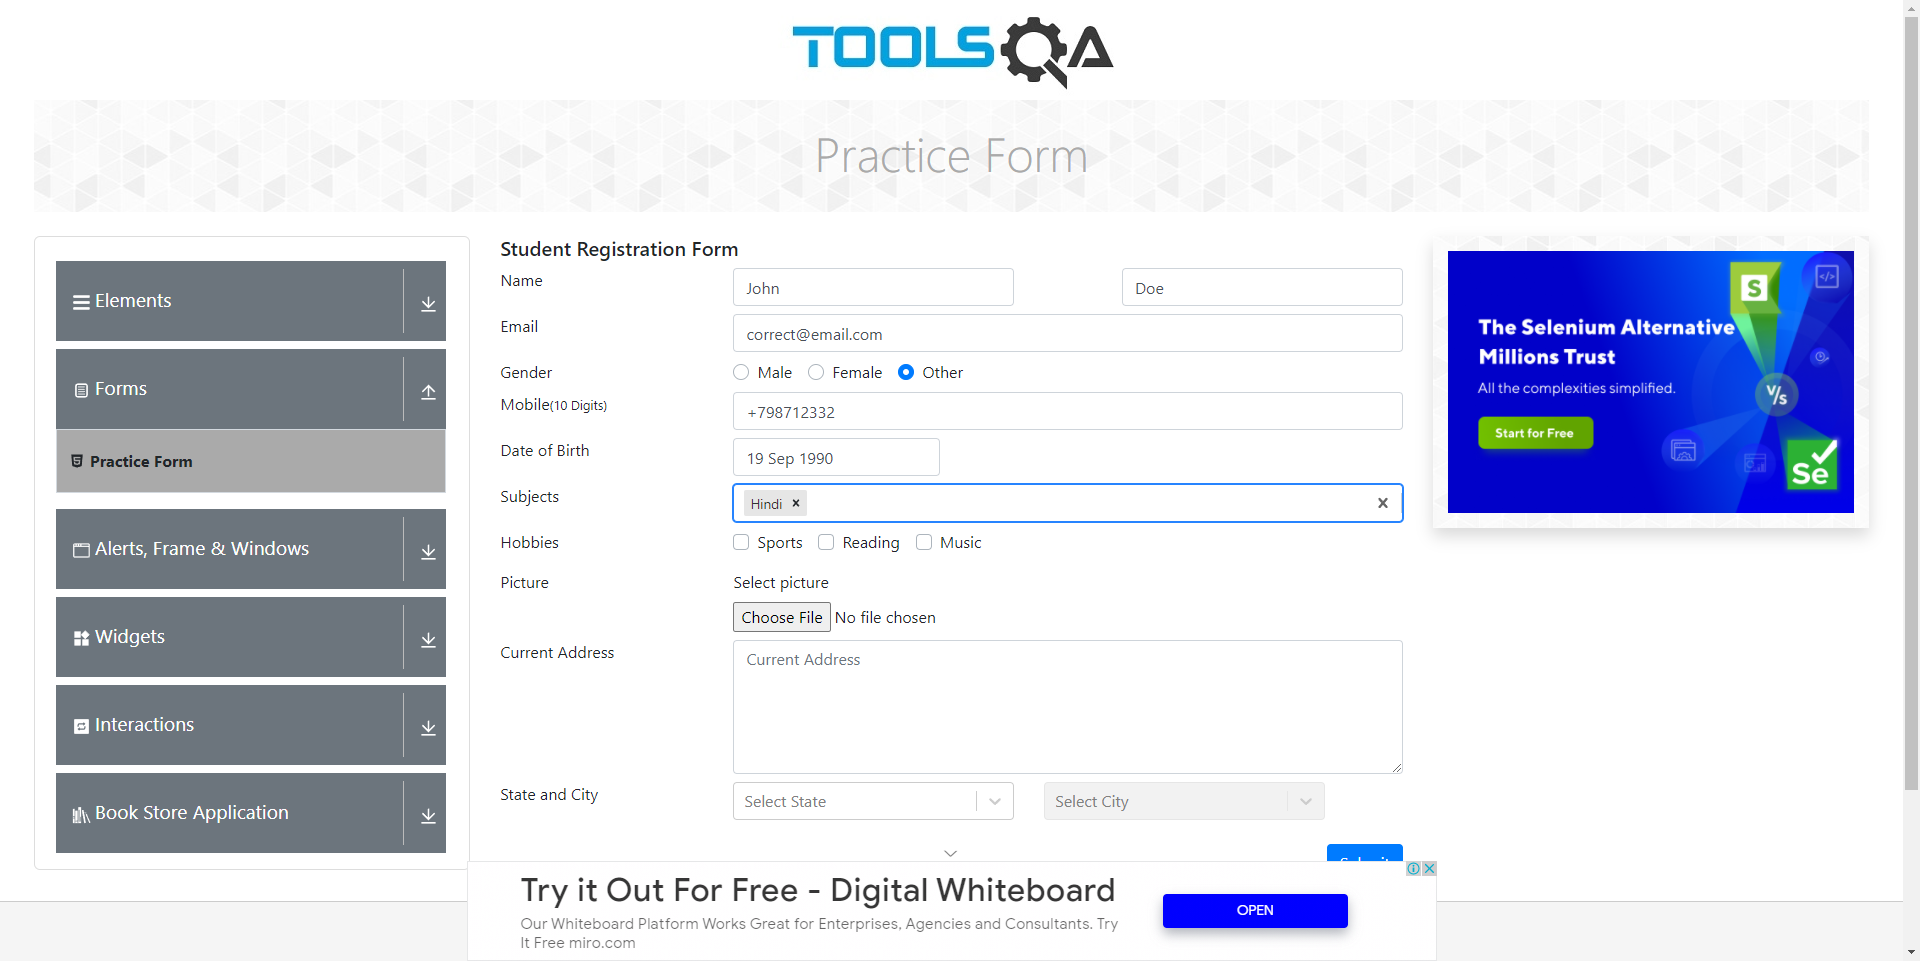 TOOLSQA
Practice Form
Elements
Forms
Practice Form
Alerts, Frame & Windows
Widgets
Interactions
Book Store Application
Student Registration Form
Name
John
Doe
Email
correct@email.com
Gender
Male
Female
Other
Mobile(10 Digits)
+798712332
Date of Birth
19 Sep 1990
Subjects
Hindi
Hobbies
Sports
Reading
Music
Picture
Select picture
Choose File No file chosen
Current Address
Current Address
State and City
Select State
Select City
Submit
The Selenium Alternative
Millions Trust
All the complexities simplified.
Start for Free
S
V/s
Se
Try it Out For Free - Digital Whiteboard
Our Whiteboard Platform Works Great for Enterprises, Agencies and Consultants. Try
It Free miro.com
OPEN